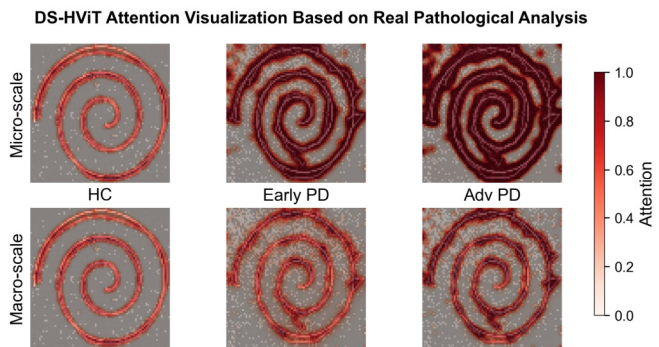 DS-HViT Attention Visualization Based on Real Pathological Analysis
Micro-scale
HC
Early PD
Adv PD
Macro-scale
1.0
0.8
0.6
0.4
0.2
0.0
Attention